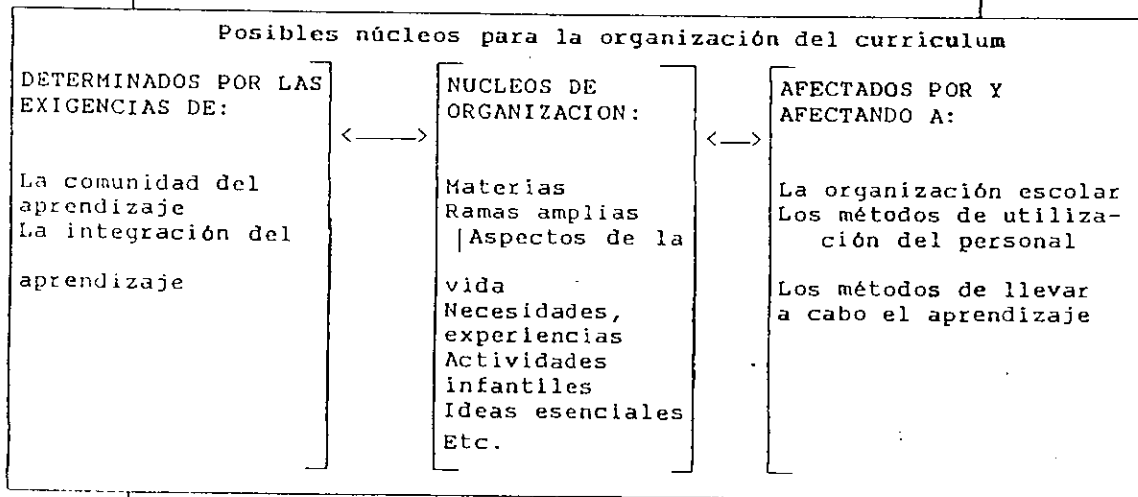 Posibles núcleos para la organización del curriculum
DETERMINADOS POR LAS
EXIGENCIAS DE:
La comunidad del
aprendizaje
La integración del
aprendizaje
<——>
NUCLEOS DE
ORGANIZACION:
Materias
Ramas amplias
|Aspectos de la
vida
Necesidades,
experiencias
Actividades
infantiles
Ideas esenciales
Etc.
<—>
AFECTADOS POR Y
AFECTANDO A:
La organización escolar
Los métodos de utiliza-
ción del personal
Los métodos de llevar
a cabo el aprendizaje